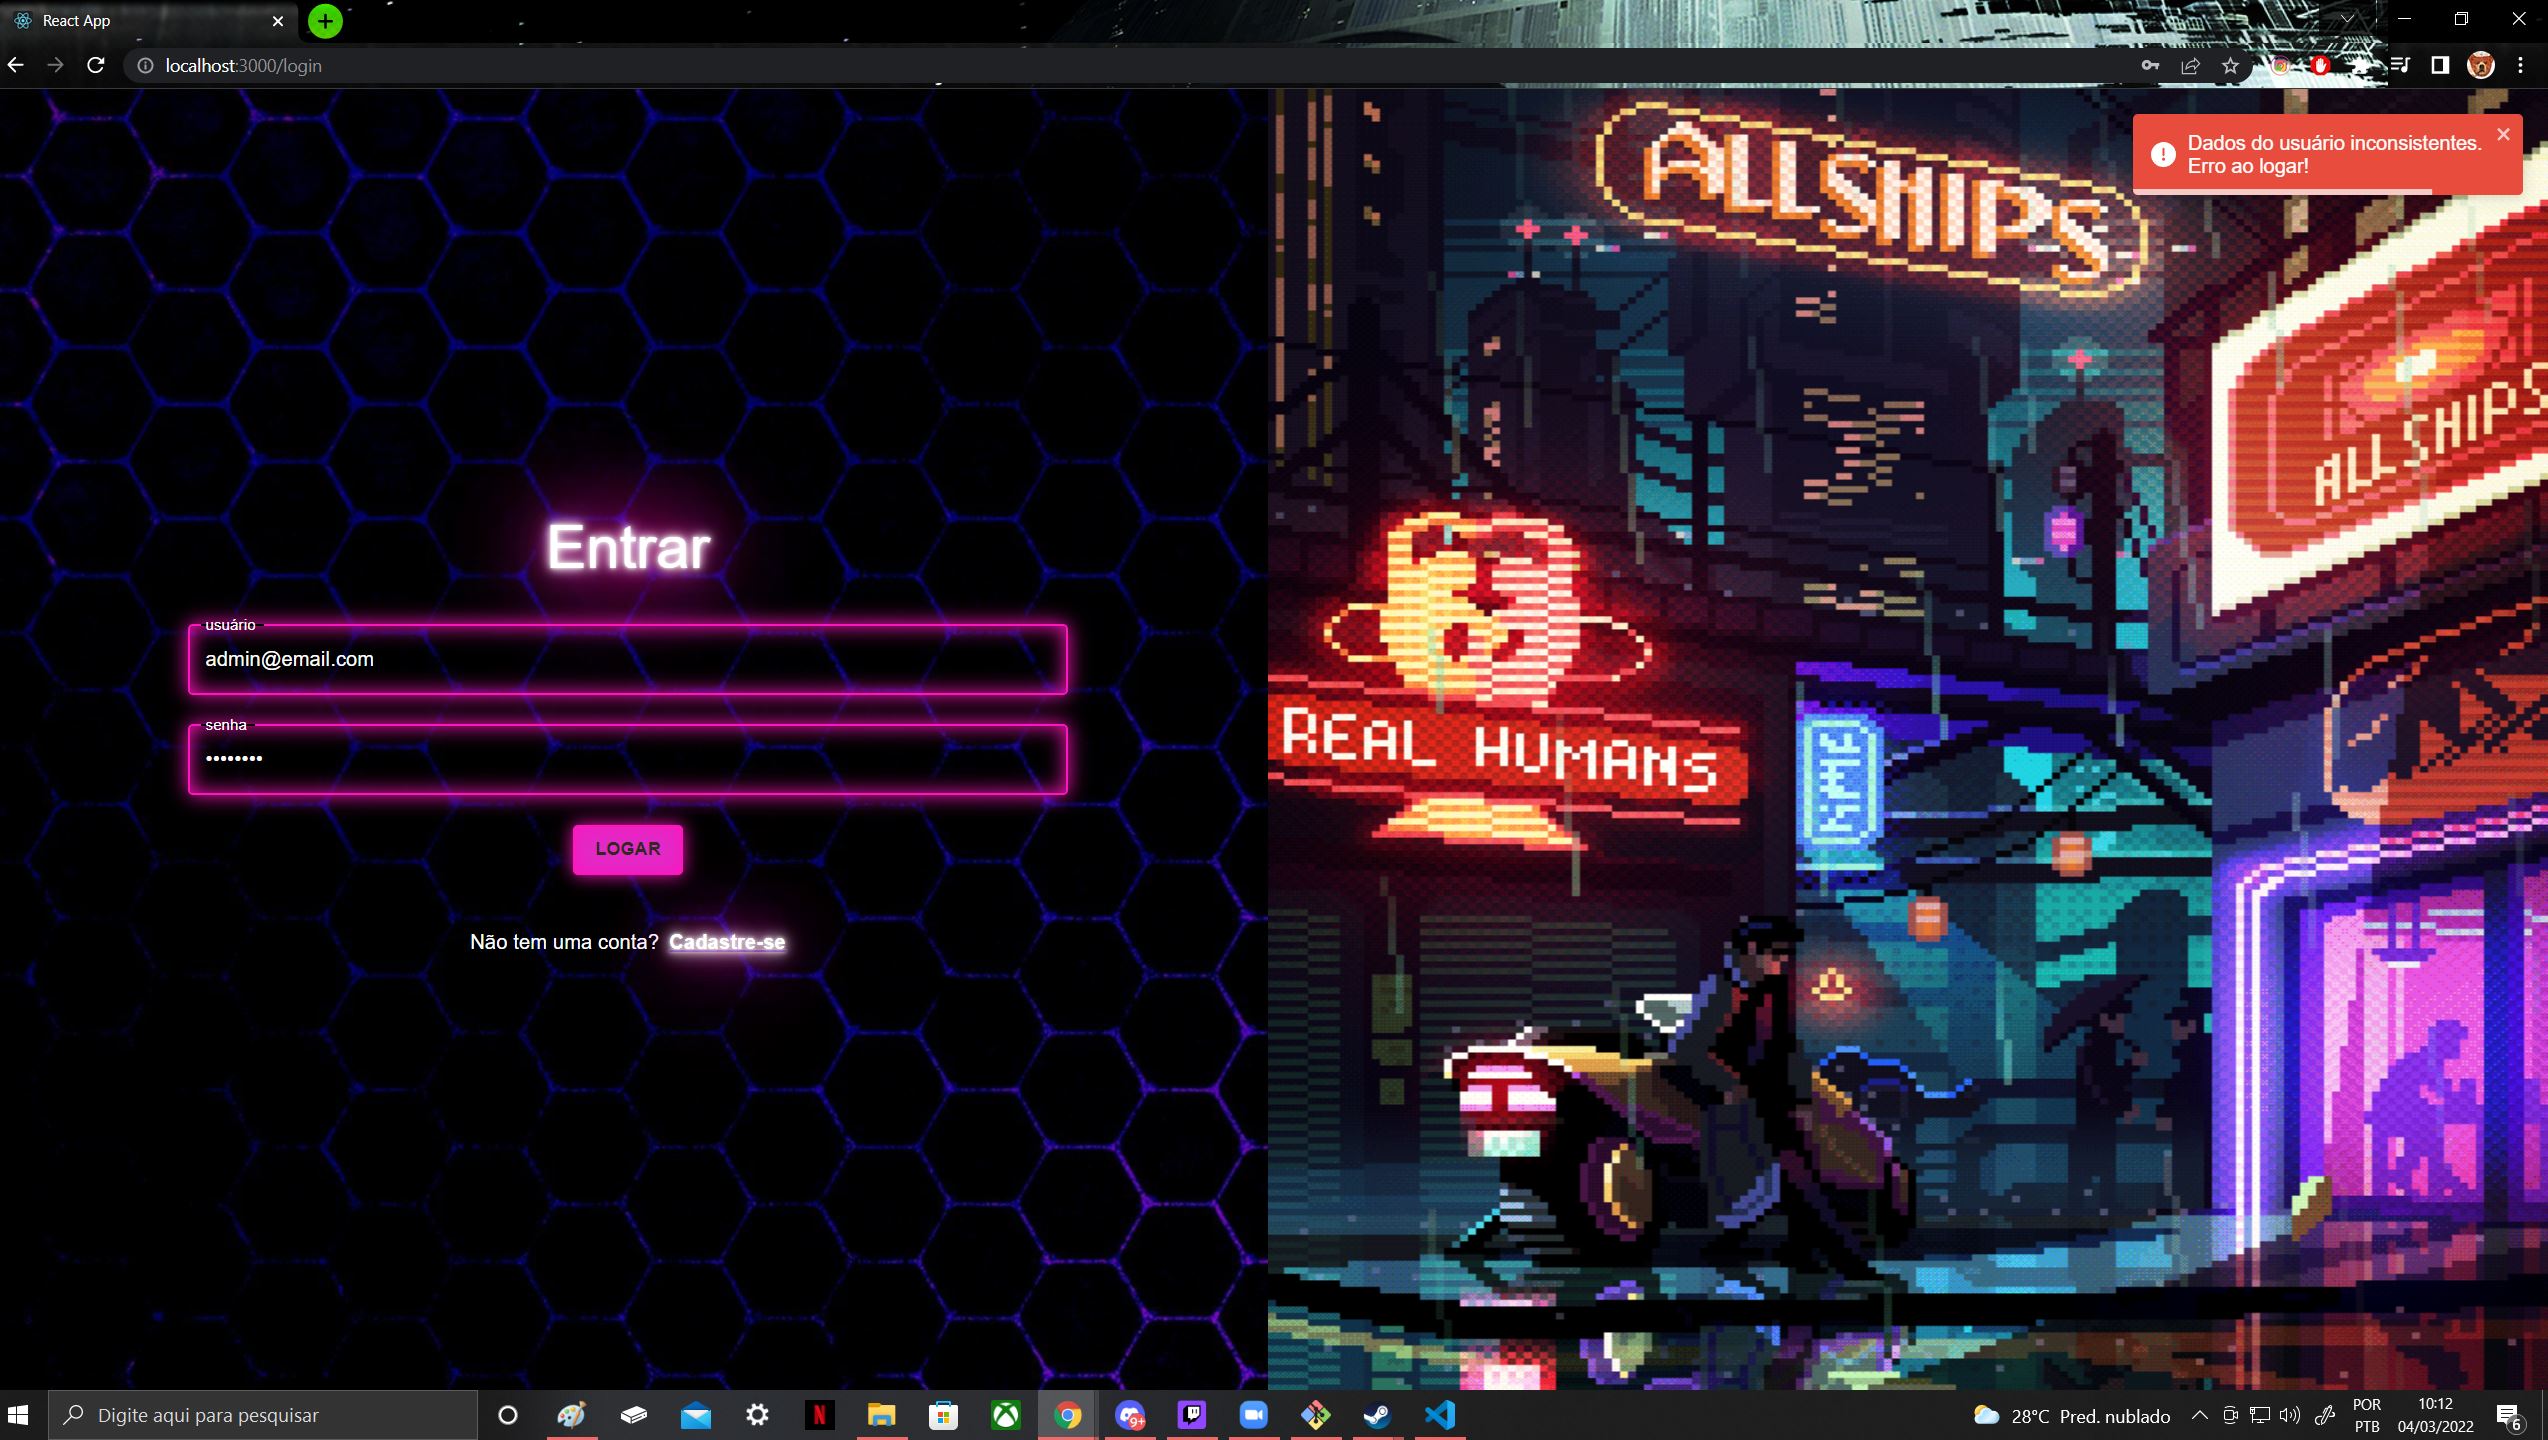 React App
localhost:3000/login
Dados do usuário inconsistentes.
Erro ao logar!
ALLSHIPS
ALLSHIPS
Entrar
usuário
admin@email.com
senha
••••••••
LOGAR
Não tem uma conta? Cadastre-se
REAL HUMANS
Digite aqui para pesquisar
9+
28°C Pred. nublado
POR
PTB
10:12
04/03/2022
6